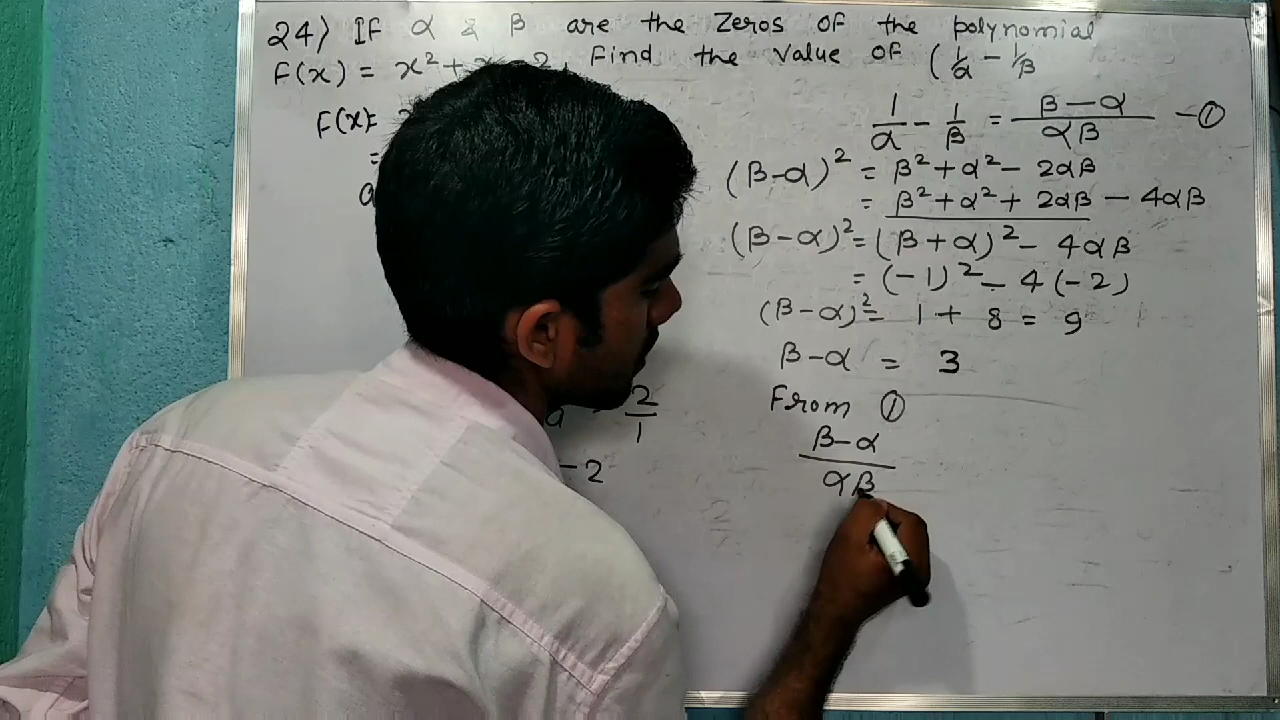 24) If α & β are the zeros of the polynomial
F(x) = x² + x - 2, Find the value of (1/α - 1/β
F(x) =
=
a
1/α - 1/β = (β-α)/(αβ) - ①
(β-α)² = β² + α² - 2αβ
= β² + α² + 2αβ - 4αβ
(β-α)² = (β+α)² - 4αβ
= (-1)² - 4(-2)
(β-α)² = 1 + 8 = 9
β-α = 3
From ①
(β-α)/(αβ)
a - 2/1
-2